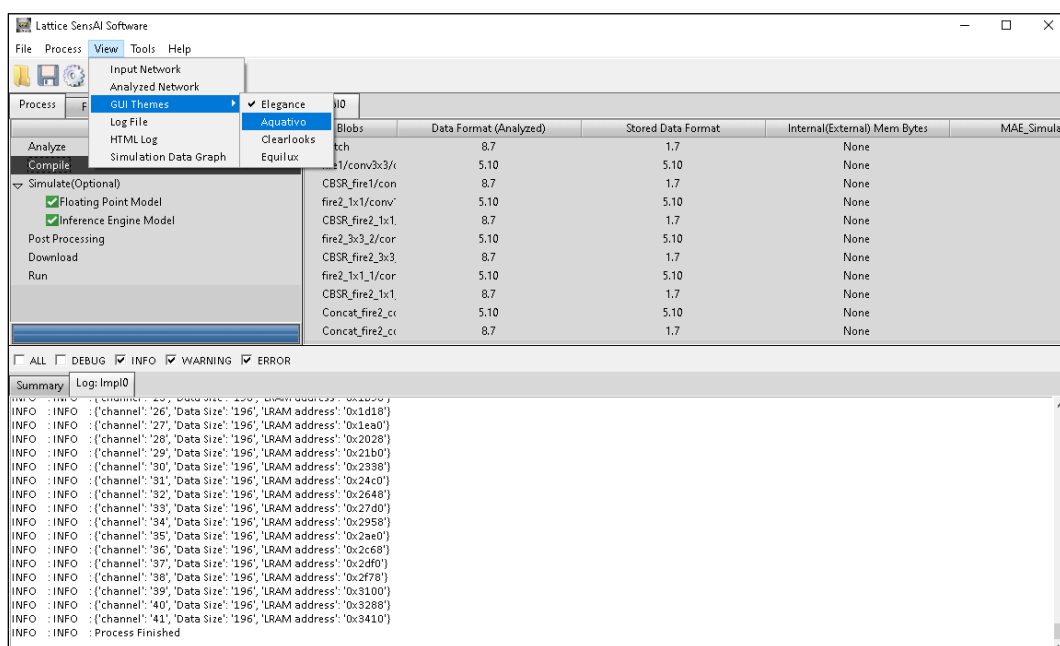 Lattice SensAI Software
File Process View Tools Help
Input Network
Analyzed Network
GUI Themes
Log File
HTML Log
Simulation Data Graph
Elegance
Aquativo
Clearlooks
Equilux
Process
Blobs Data Format (Analyzed) Stored Data Format Internal(External) Mem Bytes MAE_Simula
Analyze 8.7 1.7 None
Compile 5.10 5.10 None
Simulate(Optional) CBSR_fire1/con 8.7 1.7 None
Floating Point Model fire2_1x1/conv 5.10 5.10 None
Inference Engine Model CBSR_fire2_1x1_ 8.7 1.7 None
Post Processing fire2_3x3_2/cor 5.10 5.10 None
Download CBSR_fire2_3x3_ 8.7 1.7 None
Run fire2_1x1_1/cor 5.10 5.10 None
CBSR_fire2_1x1_ 8.7 1.7 None
Concat_fire2_cc 5.10 5.10 None
Concat_fire2_cc 8.7 1.7 None
ALL DEBUG INFO WARNING ERROR
Summary Log: Impl0
INFO : INFO : {'channel': '26', 'Data Size': '196', 'LRAM address': '0x1d18'}
INFO : INFO : {'channel': '27', 'Data Size': '196', 'LRAM address': '0x1ea0'}
INFO : INFO : {'channel': '28', 'Data Size': '196', 'LRAM address': '0x2028'}
INFO : INFO : {'channel': '29', 'Data Size': '196', 'LRAM address': '0x21b0'}
INFO : INFO : {'channel': '30', 'Data Size': '196', 'LRAM address': '0x2338'}
INFO : INFO : {'channel': '31', 'Data Size': '196', 'LRAM address': '0x24c0'}
INFO : INFO : {'channel': '32', 'Data Size': '196', 'LRAM address': '0x2648'}
INFO : INFO : {'channel': '33', 'Data Size': '196', 'LRAM address': '0x27d0'}
INFO : INFO : {'channel': '34', 'Data Size': '196', 'LRAM address': '0x2958'}
INFO : INFO : {'channel': '35', 'Data Size': '196', 'LRAM address': '0x2ae0'}
INFO : INFO : {'channel': '36', 'Data Size': '196', 'LRAM address': '0x2c68'}
INFO : INFO : {'channel': '37', 'Data Size': '196', 'LRAM address': '0x2df0'}
INFO : INFO : {'channel': '38', 'Data Size': '196', 'LRAM address': '0x2f78'}
INFO : INFO : {'channel': '39', 'Data Size': '196', 'LRAM address': '0x3100'}
INFO : INFO : {'channel': '40', 'Data Size': '196', 'LRAM address': '0x3288'}
INFO : INFO : {'channel': '41', 'Data Size': '196', 'LRAM address': '0x3410'}
INFO : INFO : Process Finished